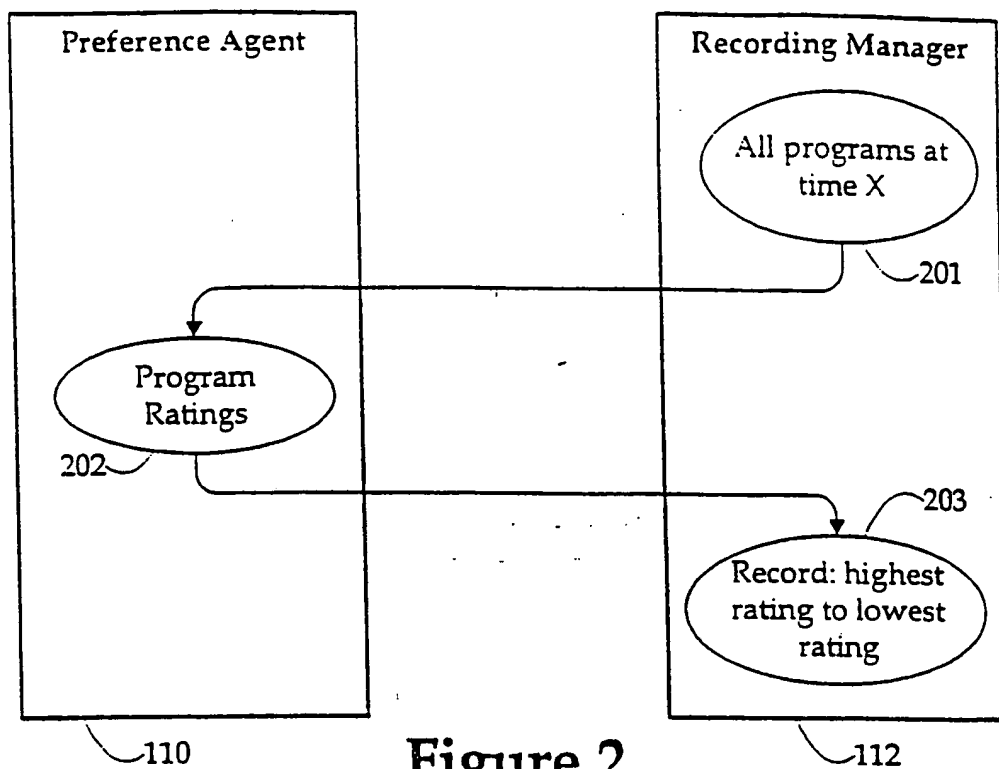 Preference Agent
Recording Manager
All programs at
time X
201
Program
Ratings
202
203
Record: highest
rating to lowest
rating
110
112
Figure 2